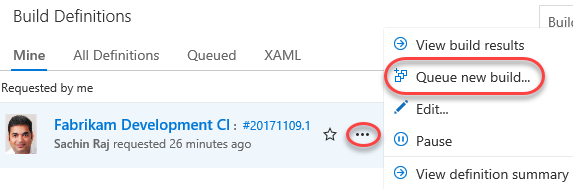 Build Definitions
Build
Mine All Definitions Queued XAML
Requested by me
Fabrikam Development CI : #20171109.1
Sachin Raj requested 26 minutes ago
View build results
Queue new build...
Edit...
Pause
View definition summary